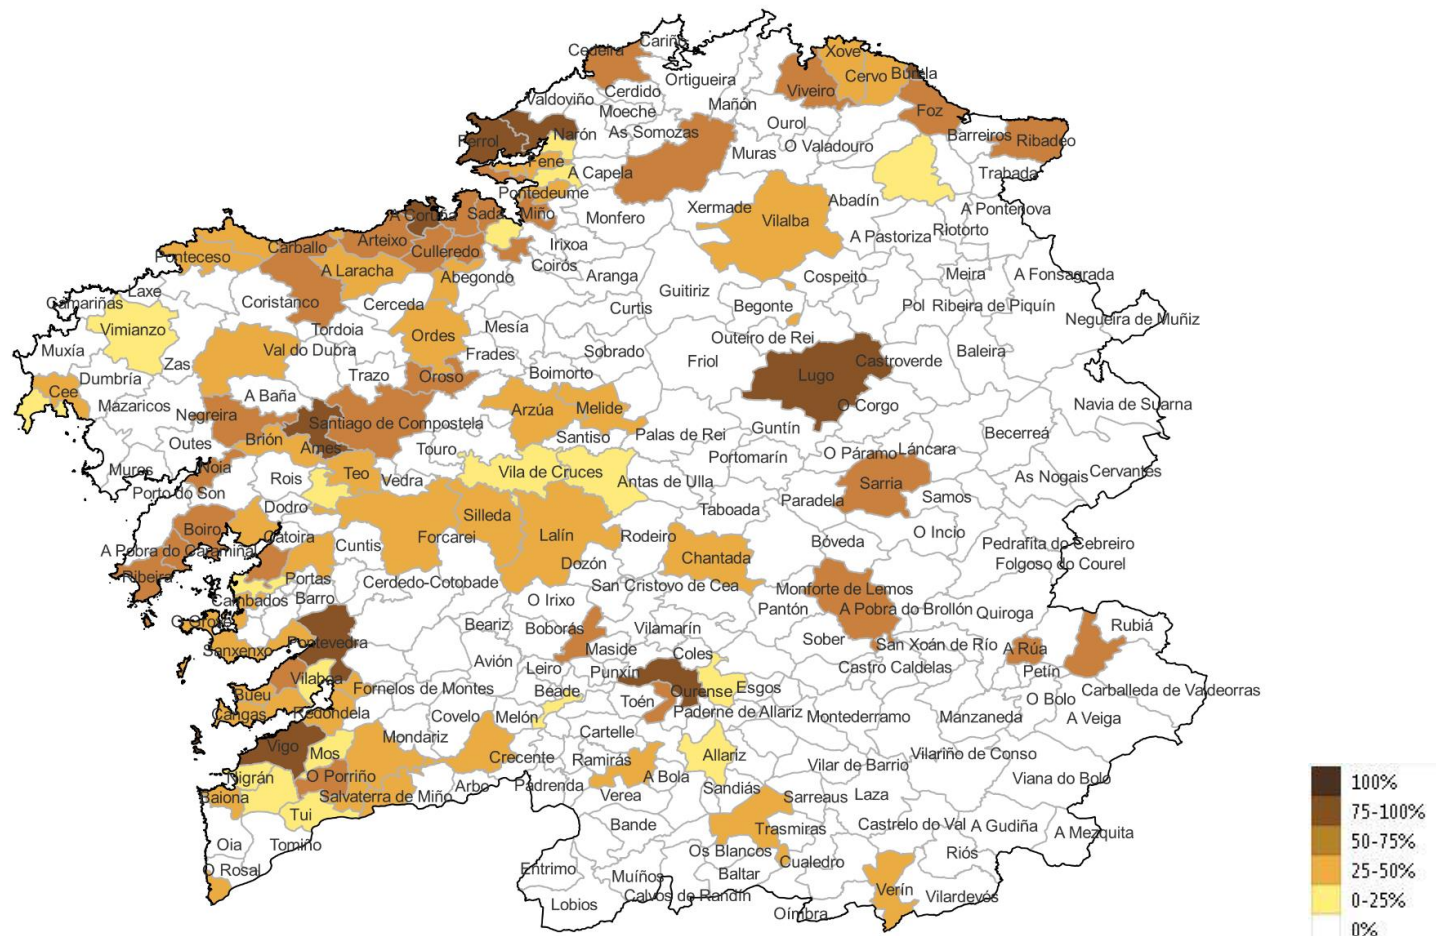 Cariño
Cedeira
Xove
Ortigueira
Cervo
Burela
Viveiro
Cerdido
Valdoviño
Mañón
Moeche
Foz
Ourol
As Somozas
Narón
Barreiros
Ribadeo
Ferrol
O Valadouro
Muras
Fene
A Capela
Trabada
Pontedeume
Abadín
Xermade
A Pontenova
A Coruña
Sada
Miño
Monfero
Vilalba
Riotorto
A Pastoriza
Arteixo
Carballo
Irixoa
Culleredo
Ponteceso
Coirós
A Laracha
Abegondo
Aranga
Cospeito
Meira
A Fonsagrada
Laxe
Guitiriz
Camariñas
Coristanco
Cerceda
Curtis
Begonte
Pol
Ribeira de Piquín
Negueira de Muñiz
Vimianzo
Tordoia
Mesía
Ordes
Outeiro de Rei
Muxía
Val do Dubra
Frades
Sobrado
Friol
Castroverde
Baleira
Zas
Trazo
Oroso
Boimorto
Lugo
Dumbría
Cee
A Baña
Mazaricos
Negreira
Arzúa
Melide
O Corgo
Navia de Suarna
Santiago de Compostela
Guntín
Becerreá
Outes
Brión
Ames
Touro
Santiso
Palas de Rei
O Páramo
Láncara
Portomarín
Muros
Noia
Rois
Teo
Vedra
Vila de Cruces
Antas de Ulla
Sarria
As Nogais
Cervantes
Porto do Son
Paradela
Samos
Dodro
Taboada
Boiro
Silleda
Catoira
Forcarei
Lalín
Rodeiro
O Incio
A Pobra do Caramiñal
Cuntis
Bóveda
Pedrafita do Cebreiro
Dozón
Chantada
Folgoso do Courel
Ribeira
Portas
Cerdedo-Cotobade
San Cristovo de Cea
Monforte de Lemos
Cambados
Barro
O Irixo
Pantón
A Pobra do Brollón
Quiroga
O Grove
Beariz
Boborás
Vilamarín
Rubiá
Sanxenxo
Pontevedra
Maside
Sober
San Xoán de Río
A Rúa
Avión
Leiro
Punxín
Coles
Castro Caldelas
Petín
Vilaboa
Fornelos de Montes
Beade
Ourense
Esgos
Carballeda de Valdeorras
Bueu
Toén
O Bolo
Cangas
Redondela
Covelo
Melón
Paderne de Allariz
Montederramo
Manzaneda
A Veiga
Vigo
Mos
Mondariz
Cartelle
Allariz
Crecente
Ramirás
Vilar de Barrio
Vilariño de Conso
Nigrán
O Porriño
A Bola
Viana do Bolo
Baiona
Salvaterra de Miño
Arbo
Padrenda
Verea
Sandiás
Sarreaus
Laza
Tui
Bande
Trasmiras
Castrelo do Val
A Gudiña
A Mezquita
Oia
Tomiño
Os Blancos
Cualedro
Riós
O Rosal
Entrimo
Muíños
Baltar
Verín
Vilardevós
Lobios
Calvos de Randín
Oímbra
100%
75-100%
50-75%
25-50%
0-25%
0%